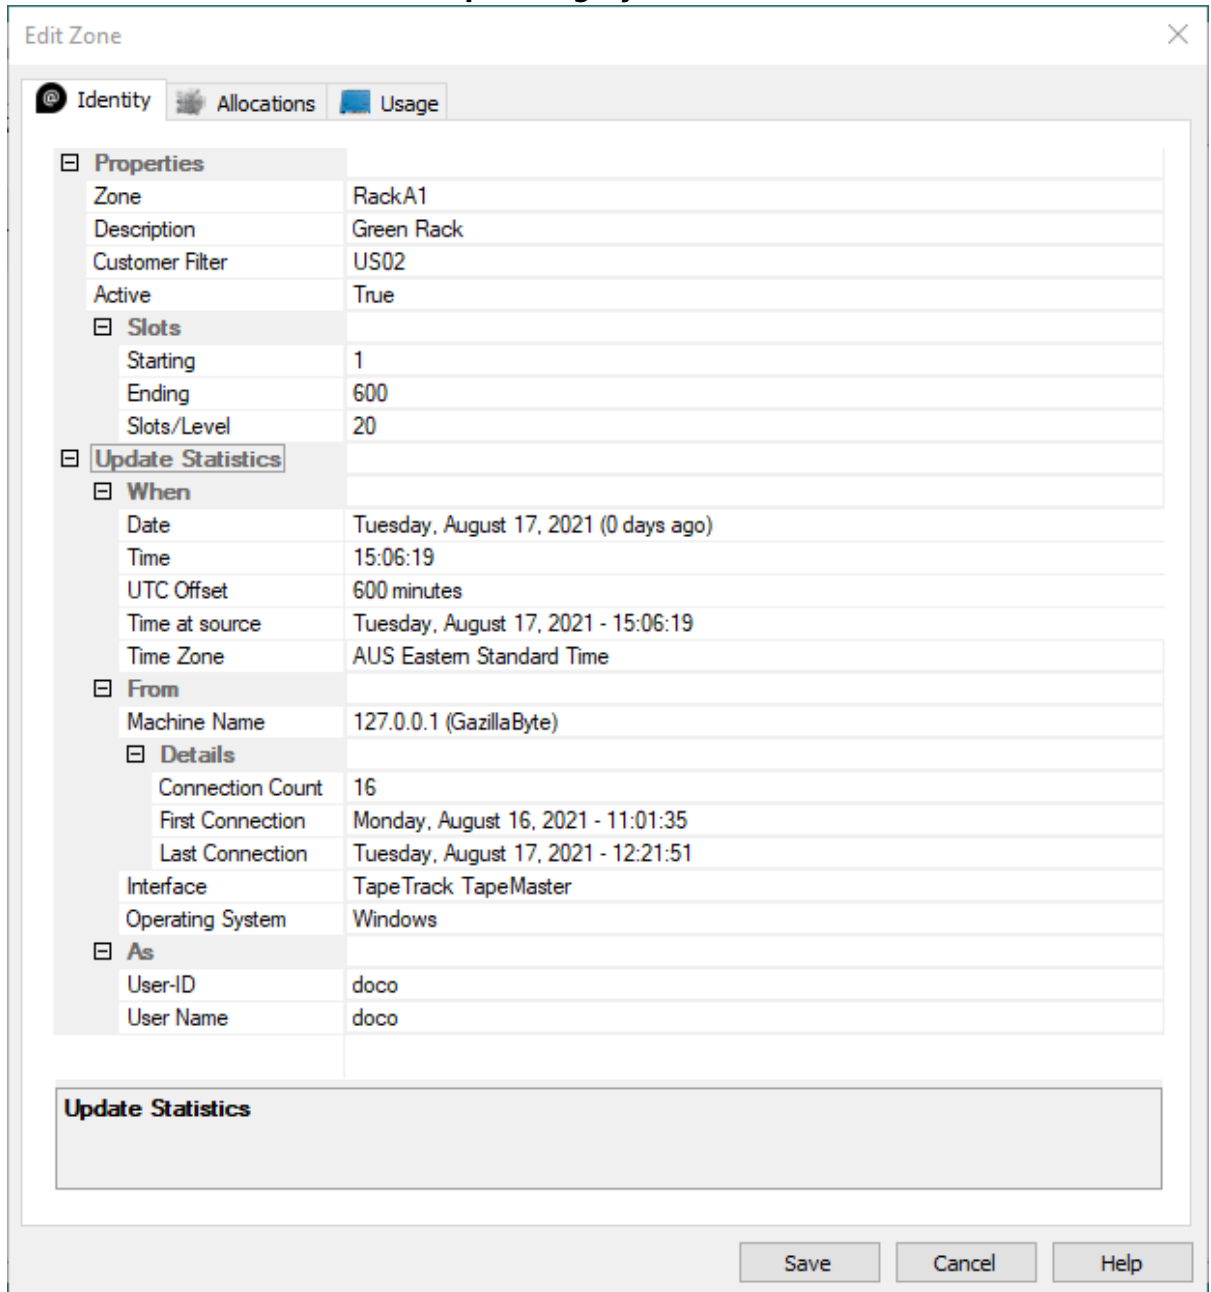 Edit Zone
Identity Allocations Usage
Properties
Zone RackA1
Description Green Rack
Customer Filter US02
Active True
Slots
Starting 1
Ending 600
Slots/Level 20
Update Statistics
When
Date Tuesday, August 17, 2021 (0 days ago)
Time 15:06:19
UTC Offset 600 minutes
Time at source Tuesday, August 17, 2021 - 15:06:19
Time Zone AUS Eastern Standard Time
From
Machine Name 127.0.0.1 (GazillaByte)
Details
Connection Count 16
First Connection Monday, August 16, 2021 - 11:01:35
Last Connection Tuesday, August 17, 2021 - 12:21:51
Interface TapeTrack TapeMaster
Operating System Windows
As
User-ID doco
User Name doco
Update Statistics
Save Cancel Help